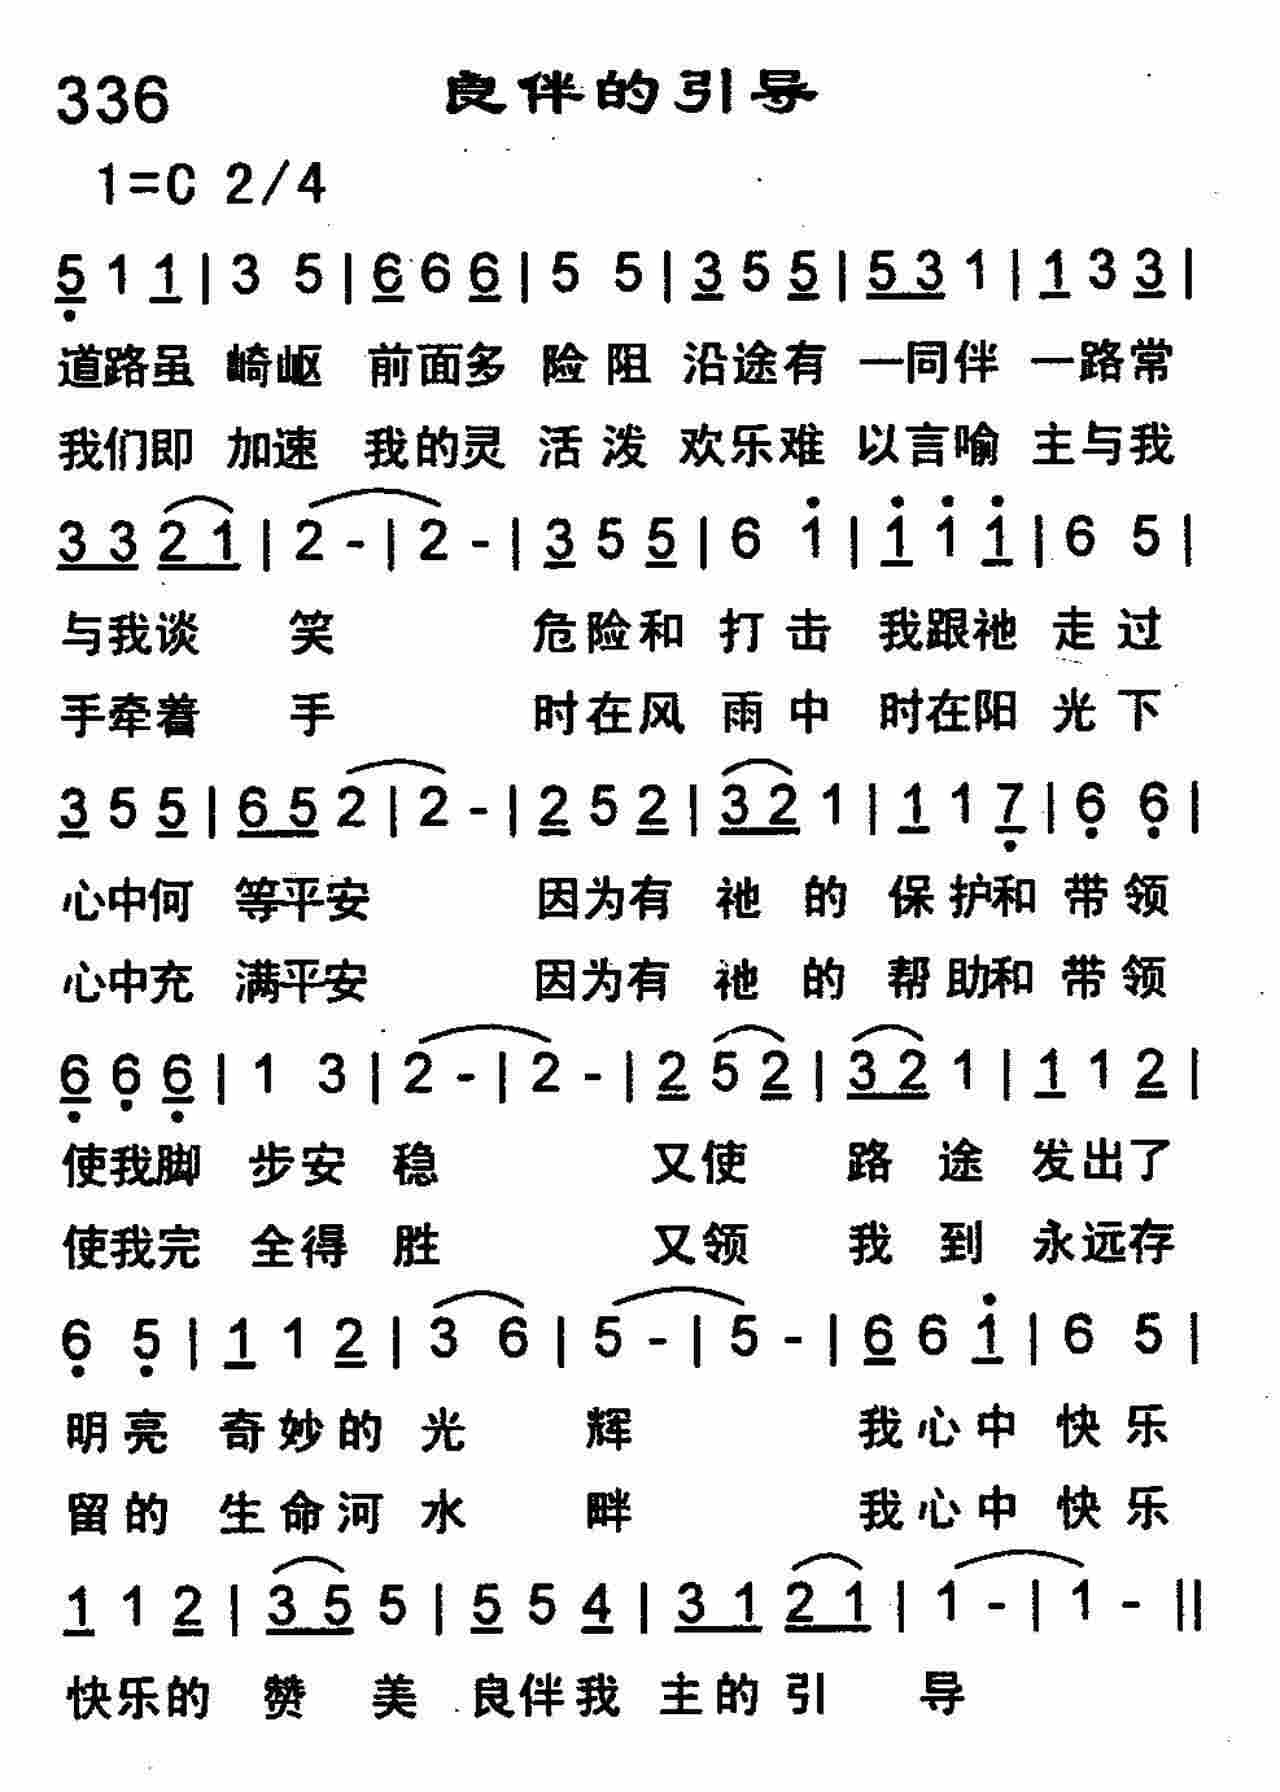 336 良伴的引导
1=C 2/4
5 1 1 | 3 5 | 6 6 6 | 5 5 | 3 5 5 | 5 3 1 | 1 3 3 |
道路虽 崎岖 前面多 险阻 沿途有 一同伴 一路常
我们即 加速 我的灵 活泼 欢乐难 以言喻 主与我
3 3 2 1 | 2 - | 2 - | 3 5 5 | 6 1 | 1 1 1 | 6 5 |
与我谈 笑 危险和 打击 我跟祂 走过
手牵着 手 时在风 雨中 时在阳 光下
3 5 5 | 6 5 2 | 2 - | 2 5 2 | 3 2 1 | 1 1 7 | 6 6 |
心中何 等平安 因为有 祂的 保护和 带领
心中充 满平安 因为有 祂的 帮助和 带领
6 6 6 | 1 3 | 2 - | 2 - | 2 5 2 | 3 2 1 | 1 1 2 |
使我脚 步安 稳 又使 路途 发出了
使我完 全得 胜 又领 我到 永远存
6 5 | 1 1 2 | 3 6 | 5 - | 5 - | 6 6 1 | 6 5 |
明亮 奇妙的 光 辉 我心中 快乐
留的 生命河 水 畔 我心中 快乐
1 1 2 | 3 5 5 | 5 5 4 | 3 1 2 1 | 1 - | 1 - ||
快乐的 赞美 良伴我 主的引 导